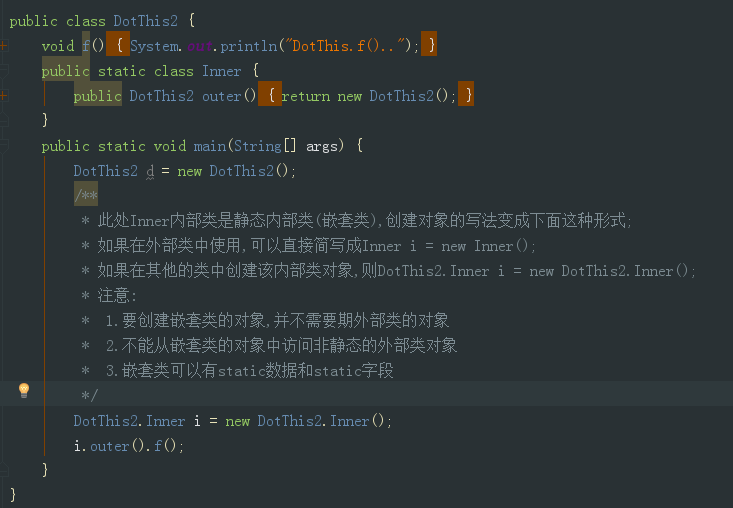 public class DotThis2 {
    void f() { System.out.println("DotThis.f().."); }
    public static class Inner {
        public DotThis2 outer() { return new DotThis2(); }
    }
    public static void main(String[] args) {
        DotThis2 d = new DotThis2();
        /**
         * 此处Inner内部类是静态内部类(嵌套类),创建对象的写法变成下面这种形式;
         * 如果在外部类中使用,可以直接简写成Inner i = new Inner();
         * 如果在其他的类中创建该内部类对象,则DotThis2.Inner i = new DotThis2.Inner();
         * 注意:
         *  1.要创建嵌套类的对象,并不需要期外部类的对象
         *  2.不能从嵌套类的对象中访问非静态的外部类对象
         *  3.嵌套类可以有static数据和static字段
         */
        DotThis2.Inner i = new DotThis2.Inner();
        i.outer().f();
    }
}